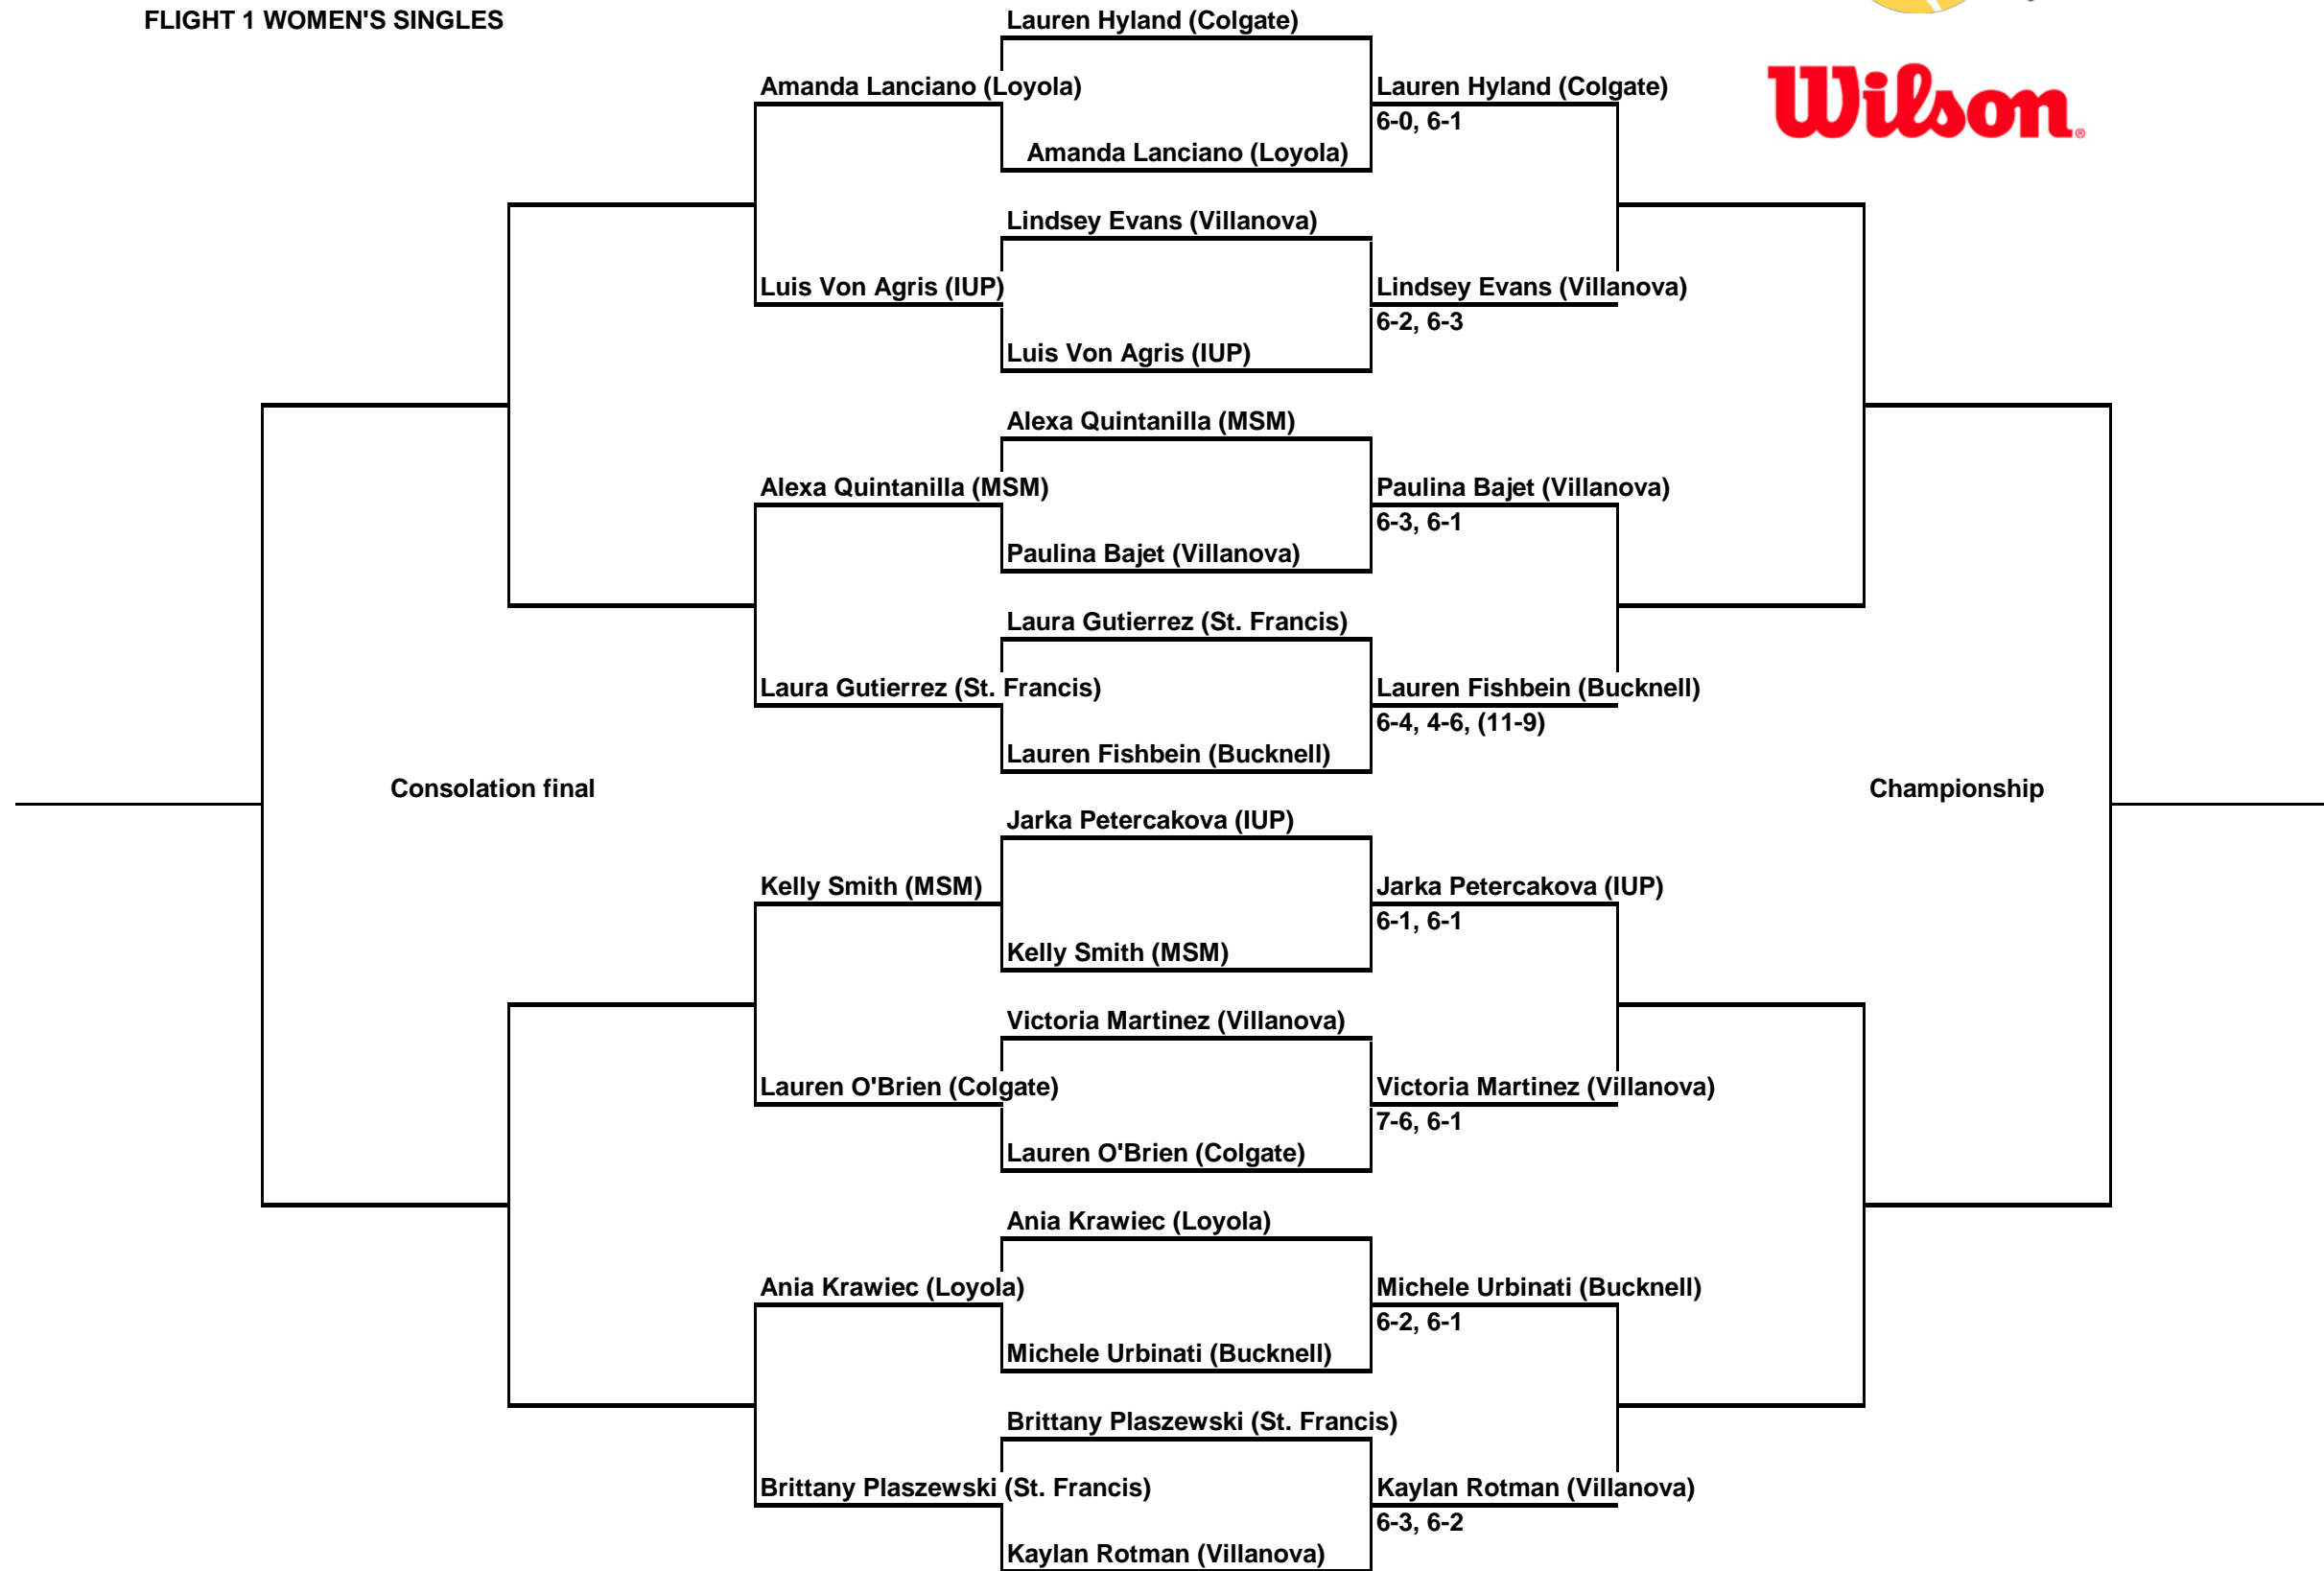 FLIGHT 1 WOMEN'S SINGLES
Lauren Hyland (Colgate)
Wilson®
Amanda Lanciano (Loyola)
Lauren Hyland (Colgate)
6-0, 6-1
Amanda Lanciano (Loyola)
Lindsey Evans (Villanova)
Luis Von Agris (IUP)
Lindsey Evans (Villanova)
6-2, 6-3
Luis Von Agris (IUP)
Alexa Quintanilla (MSM)
Alexa Quintanilla (MSM)
Paulina Bajet (Villanova)
6-3, 6-1
Paulina Bajet (Villanova)
Laura Gutierrez (St. Francis)
Laura Gutierrez (St. Francis)
Lauren Fishbein (Bucknell)
6-4, 4-6, (11-9)
Lauren Fishbein (Bucknell)
Consolation final
Championship
Jarka Petercakova (IUP)
Kelly Smith (MSM)
Jarka Petercakova (IUP)
6-1, 6-1
Kelly Smith (MSM)
Victoria Martinez (Villanova)
Lauren O'Brien (Colgate)
Victoria Martinez (Villanova)
7-6, 6-1
Lauren O'Brien (Colgate)
Ania Krawiec (Loyola)
Ania Krawiec (Loyola)
Michele Urbinati (Bucknell)
6-2, 6-1
Michele Urbinati (Bucknell)
Brittany Plaszewski (St. Francis)
Brittany Plaszewski (St. Francis)
Kaylan Rotman (Villanova)
6-3, 6-2
Kaylan Rotman (Villanova)